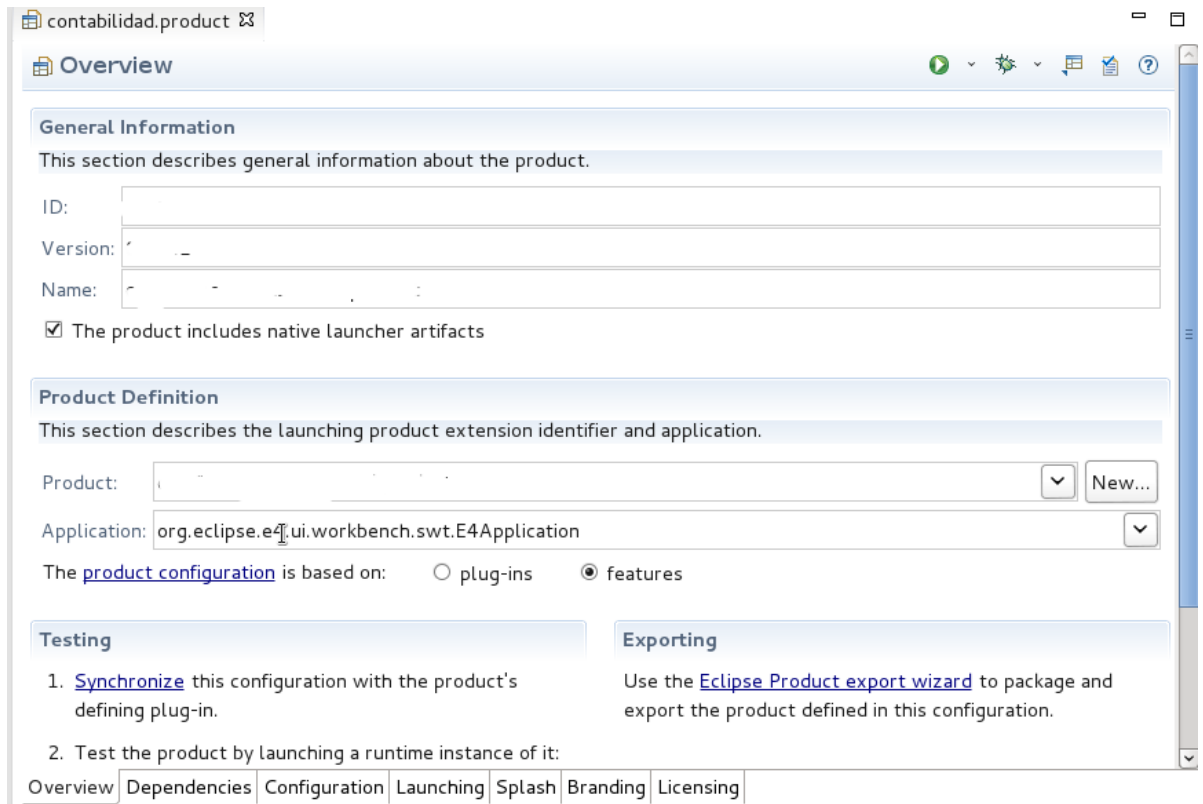 contabilidad.product
Overview
General Information
This section describes general information about the product.
ID:
Version:
Name:
The product includes native launcher artifacts
Product Definition
This section describes the launching product extension identifier and application.
Product:
New...
Application: org.eclipse.e4.ui.workbench.swt.E4Application
The product configuration is based on: plug-ins features
Testing
1. Synchronize this configuration with the product's
defining plug-in.
2. Test the product by launching a runtime instance of it:
Exporting
Use the Eclipse Product export wizard to package and
export the product defined in this configuration.
Overview Dependencies Configuration Launching Splash Branding Licensing